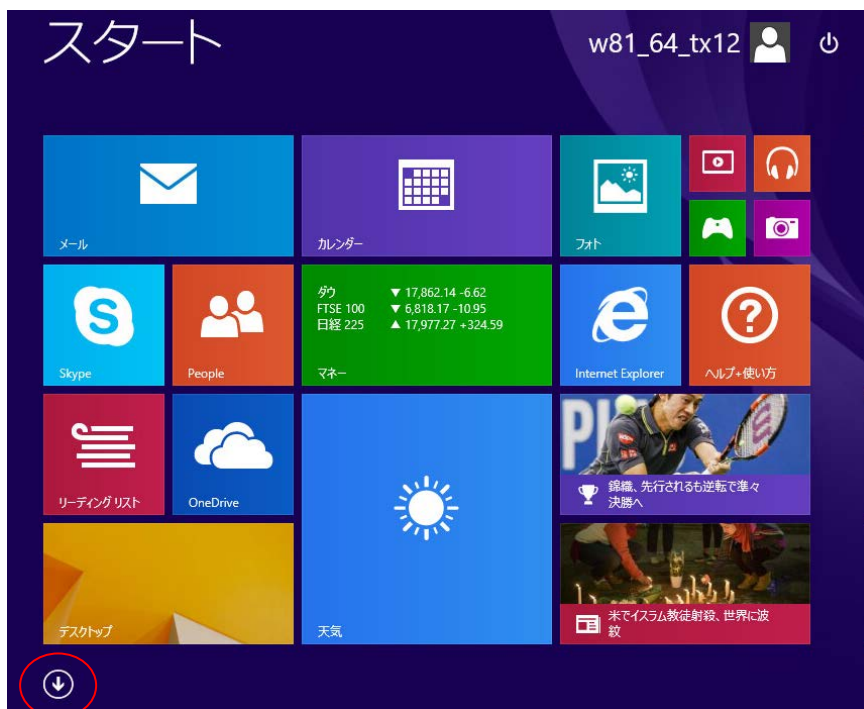 スタート
w81_64_tx12
メール
カレンダー
フォト
Skype
People
ダウ ▼ 17,862.14 -6.62
FTSE 100 ▼ 6,818.17 -10.95
日経 225 ▲ 17,977.27 +324.59
マネー
Internet Explorer
ヘルプ+使い方
リーディング リスト
OneDrive
天気
錦織、先行されるも逆転で準々
決勝へ
デスクトップ
米でイスラム教徒射殺、世界に波
紋